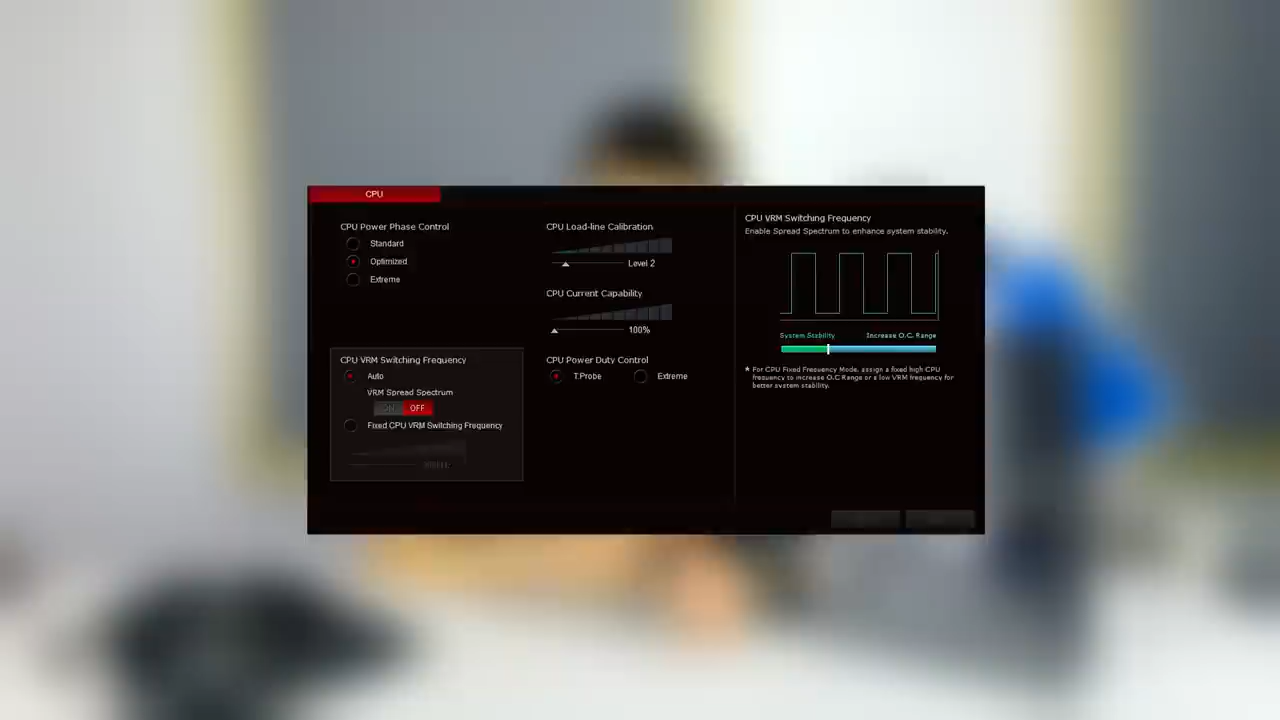 CPU
CPU Power Phase Control
Standard
Optimized
Extreme
CPU VRM Switching Frequency
Auto
VRM Spread Spectrum
ON OFF
Fixed CPU VRM Switching Frequency
CPU Load-line Calibration
Level 2
CPU Current Capability
100%
CPU Power Duty Control
T.Probe
Extreme
CPU VRM Switching Frequency
Enable Spread Spectrum to enhance system stability.
System Stability
Increase O.C. Range
* For CPU Fixed Frequency Mode, assign a fixed high CPU
frequency to increase O.C Range or a low VRM frequency for
better system stability.